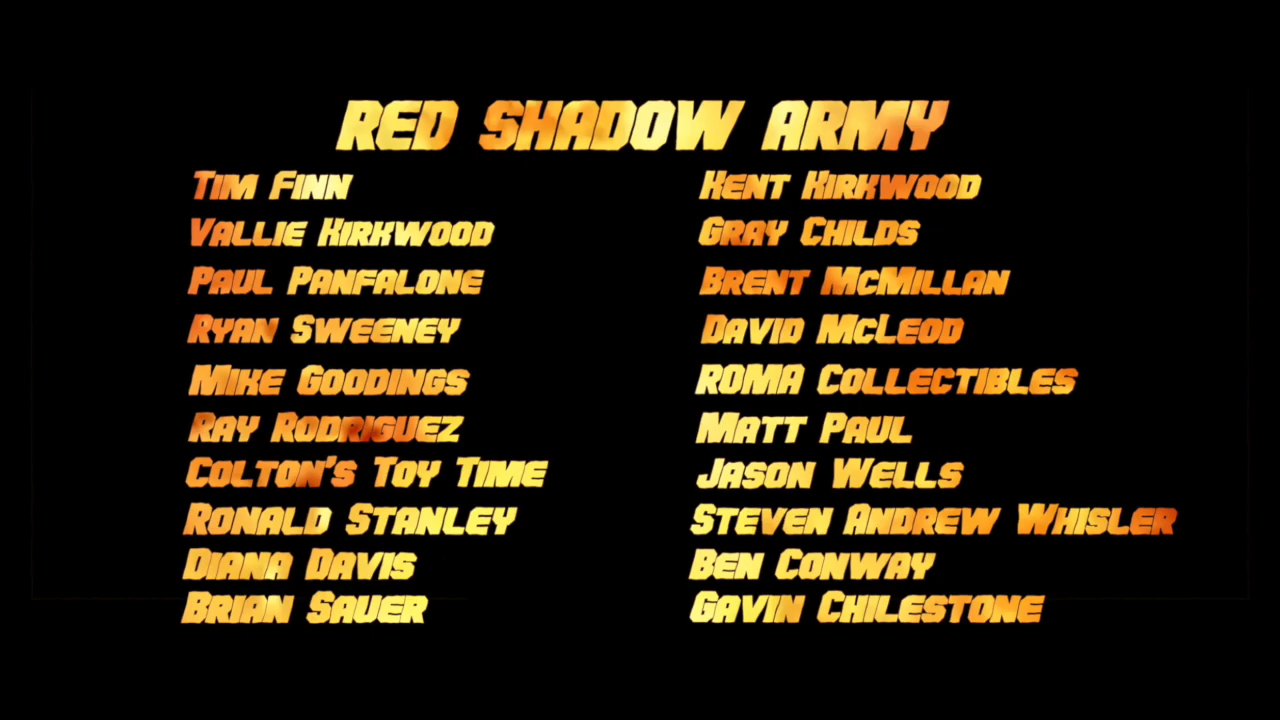 RED SHADOW ARMY
Tim Finn
Vallie Kirkwood
Paul Panfalone
Ryan Sweeney
Mike Goodings
Ray Rodriguez
Colton's Toy Time
Ronald Stanley
Diana Davis
Brian Sauer
Kent Kirkwood
Gray Childs
Brent McMillan
David McLeod
ROMA Collectibles
Matt Paul
Jason Wells
Steven Andrew Whisler
Ben Conway
Gavin Chilestone